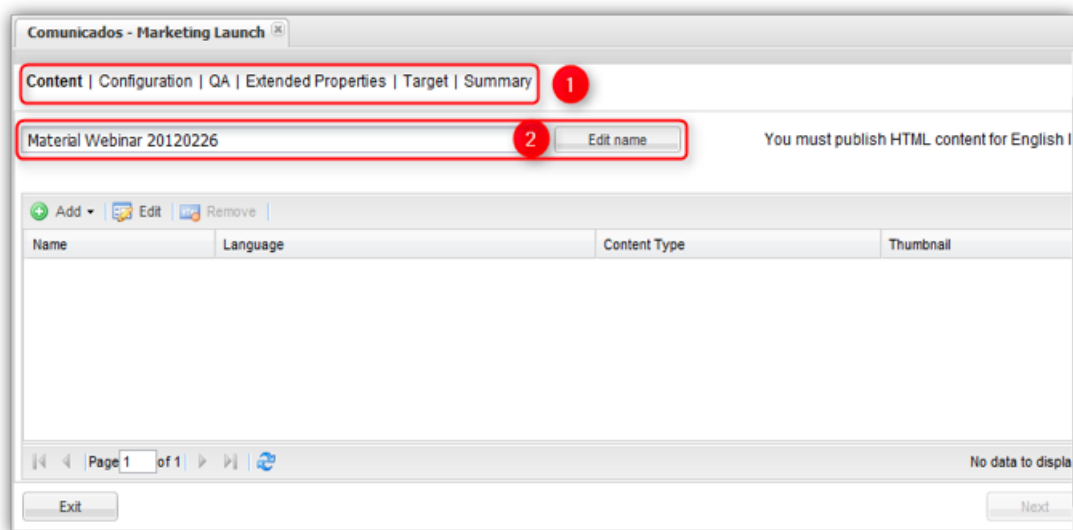 Comunicados - Marketing Launch
Content | Configuration | QA | Extended Properties | Target | Summary 1
Material Webinar 20120226 2 Edit name You must publish HTML content for English
Add Edit Remove
Name Language Content Type Thumbnail
Page 1 of 1 No data to displa
Exit Next